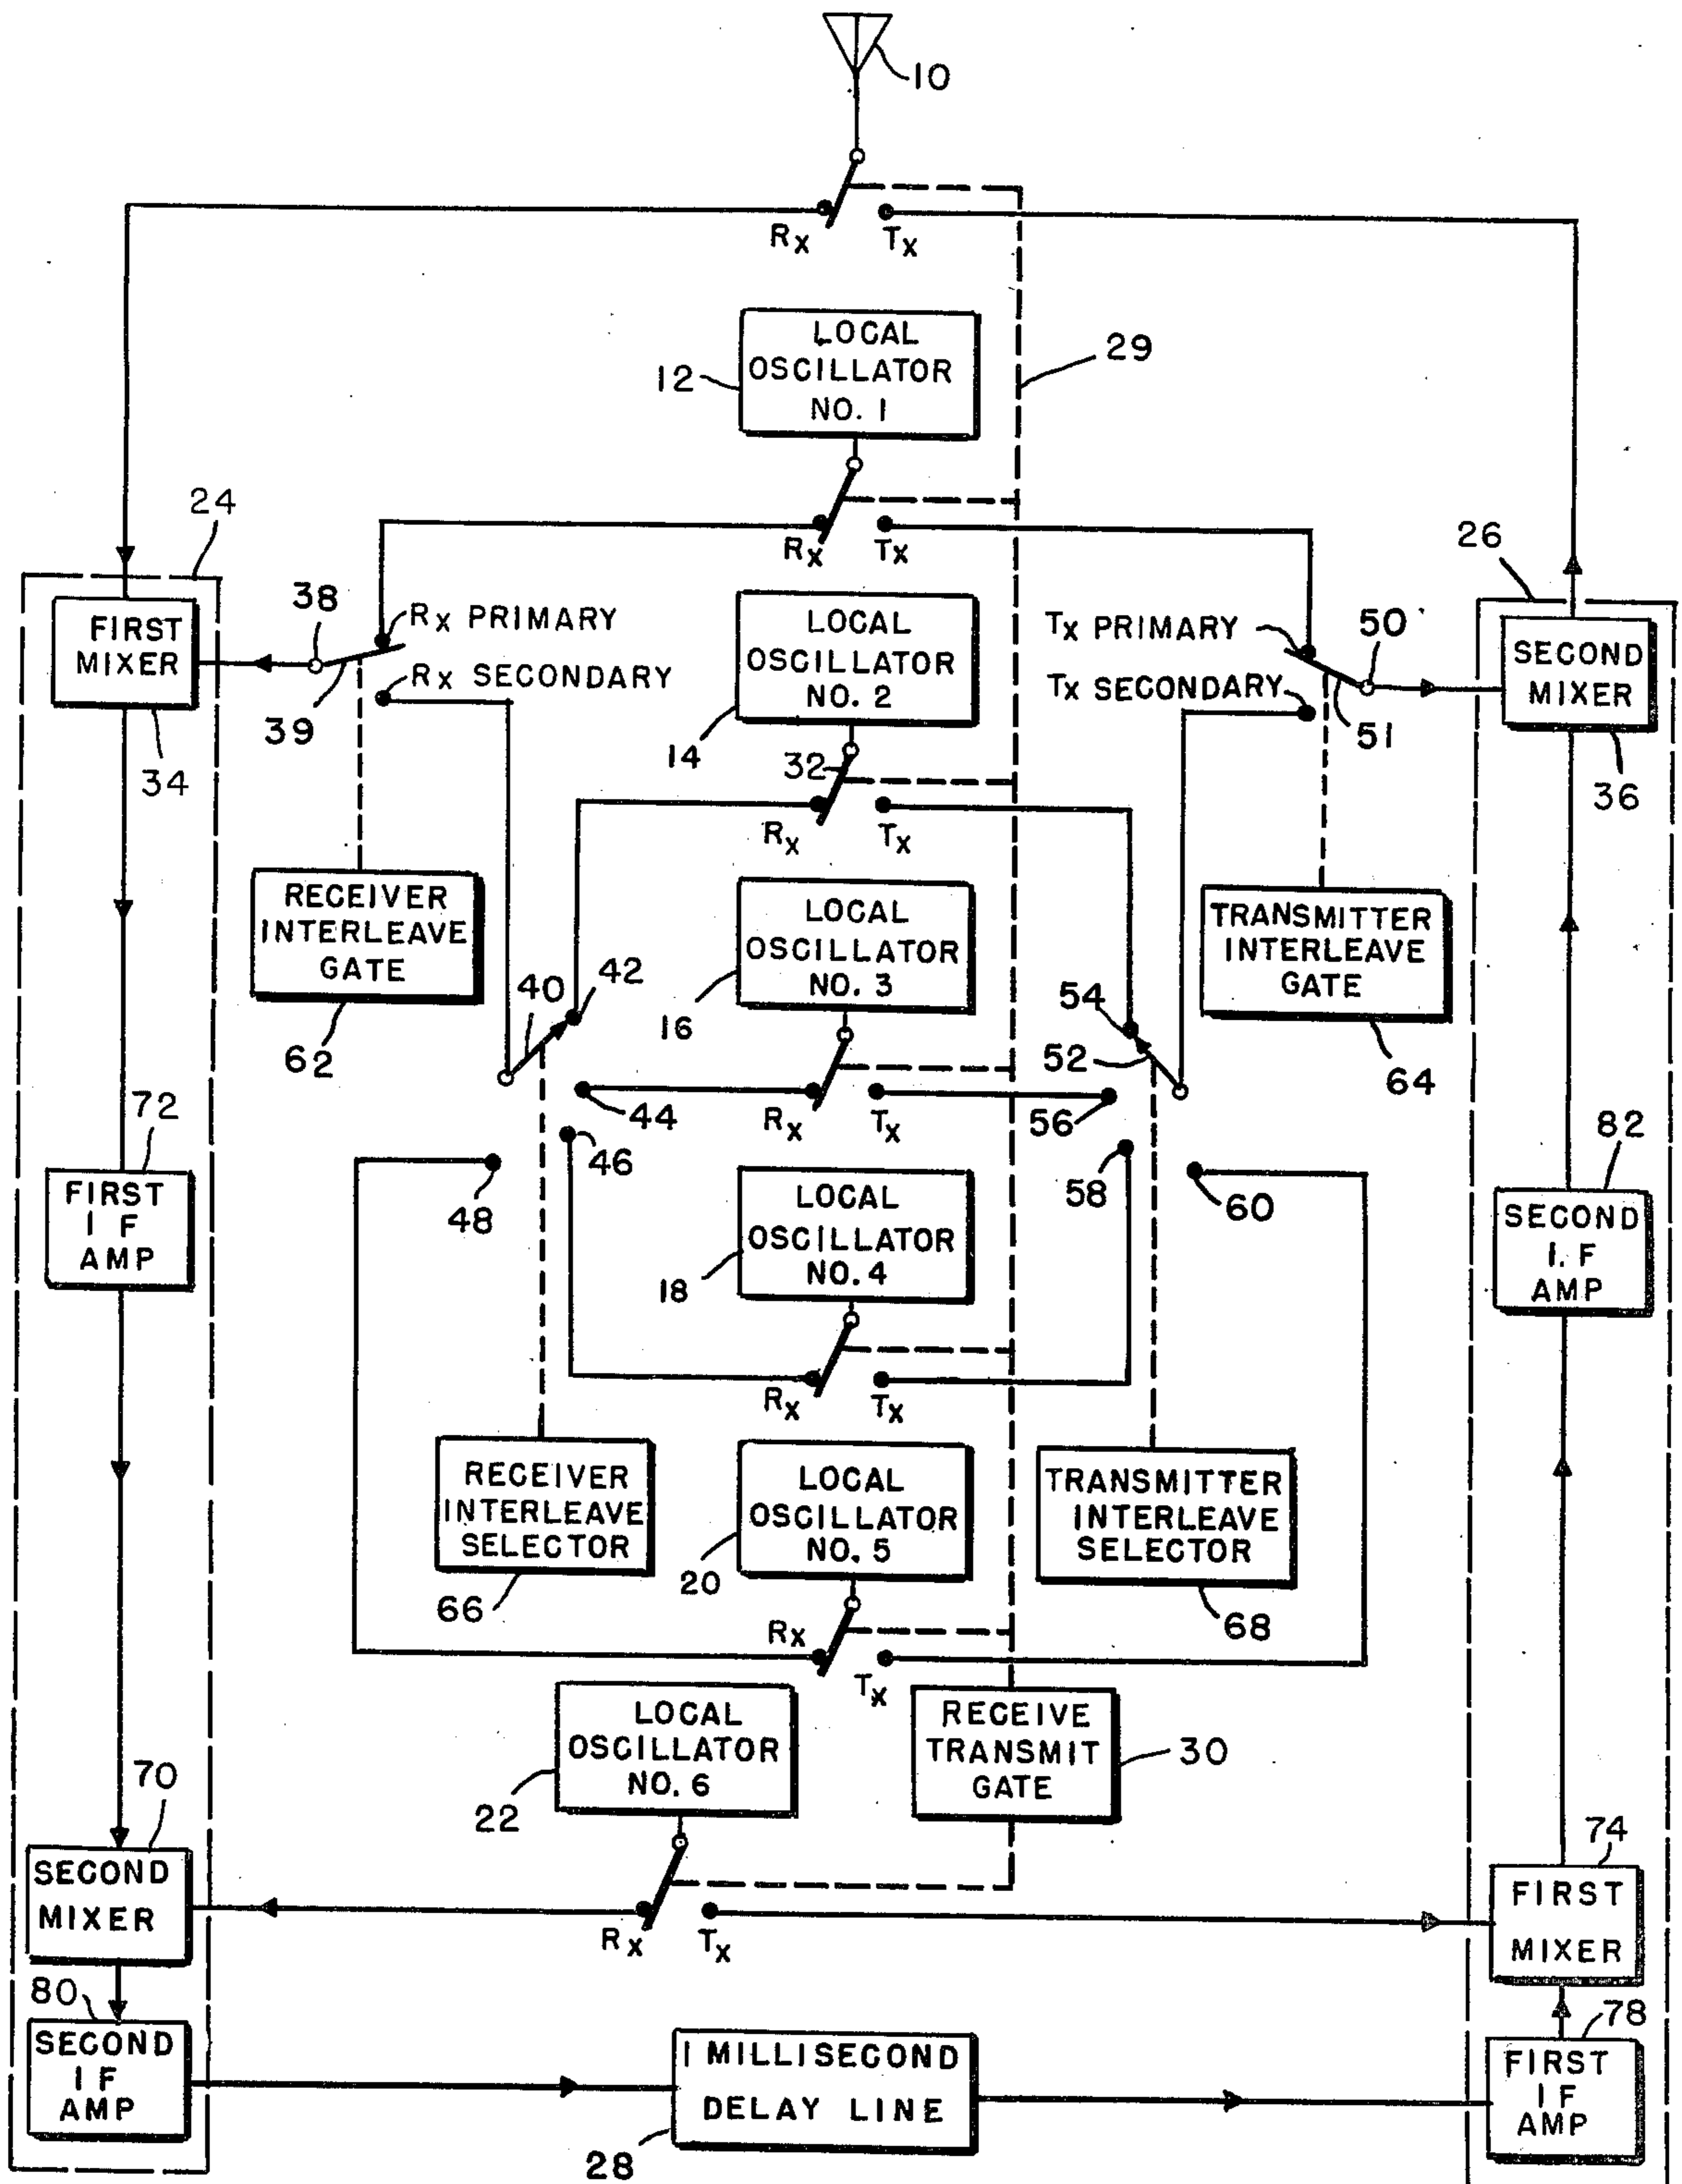 10
Rx Tx
LOCAL
OSCILLATOR
NO. 1
12
29
Rx Tx
24
26
FIRST
MIXER
34
38
39
Rx PRIMARY
Rx SECONDARY
LOCAL
OSCILLATOR
NO. 2
14
32
Rx Tx
Tx PRIMARY
Tx SECONDARY
50
51
SECOND
MIXER
36
RECEIVER
INTERLEAVE
GATE
62
LOCAL
OSCILLATOR
NO. 3
16
Rx Tx
TRANSMITTER
INTERLEAVE
GATE
64
40
42
44
46
48
54
52
56
58
60
72
FIRST
IF
AMP
LOCAL
OSCILLATOR
NO. 4
18
Rx Tx
82
SECOND
I.F
AMP
RECEIVER
INTERLEAVE
SELECTOR
66
LOCAL
OSCILLATOR
NO. 5
20
Rx
Tx
TRANSMITTER
INTERLEAVE
SELECTOR
68
LOCAL
OSCILLATOR
NO. 6
22
RECEIVE
TRANSMIT
GATE
30
70
SECOND
MIXER
Rx Tx
74
FIRST
MIXER
80
SECOND
IF
AMP
1 MILLISECOND
DELAY LINE
28
78
FIRST
IF
AMP